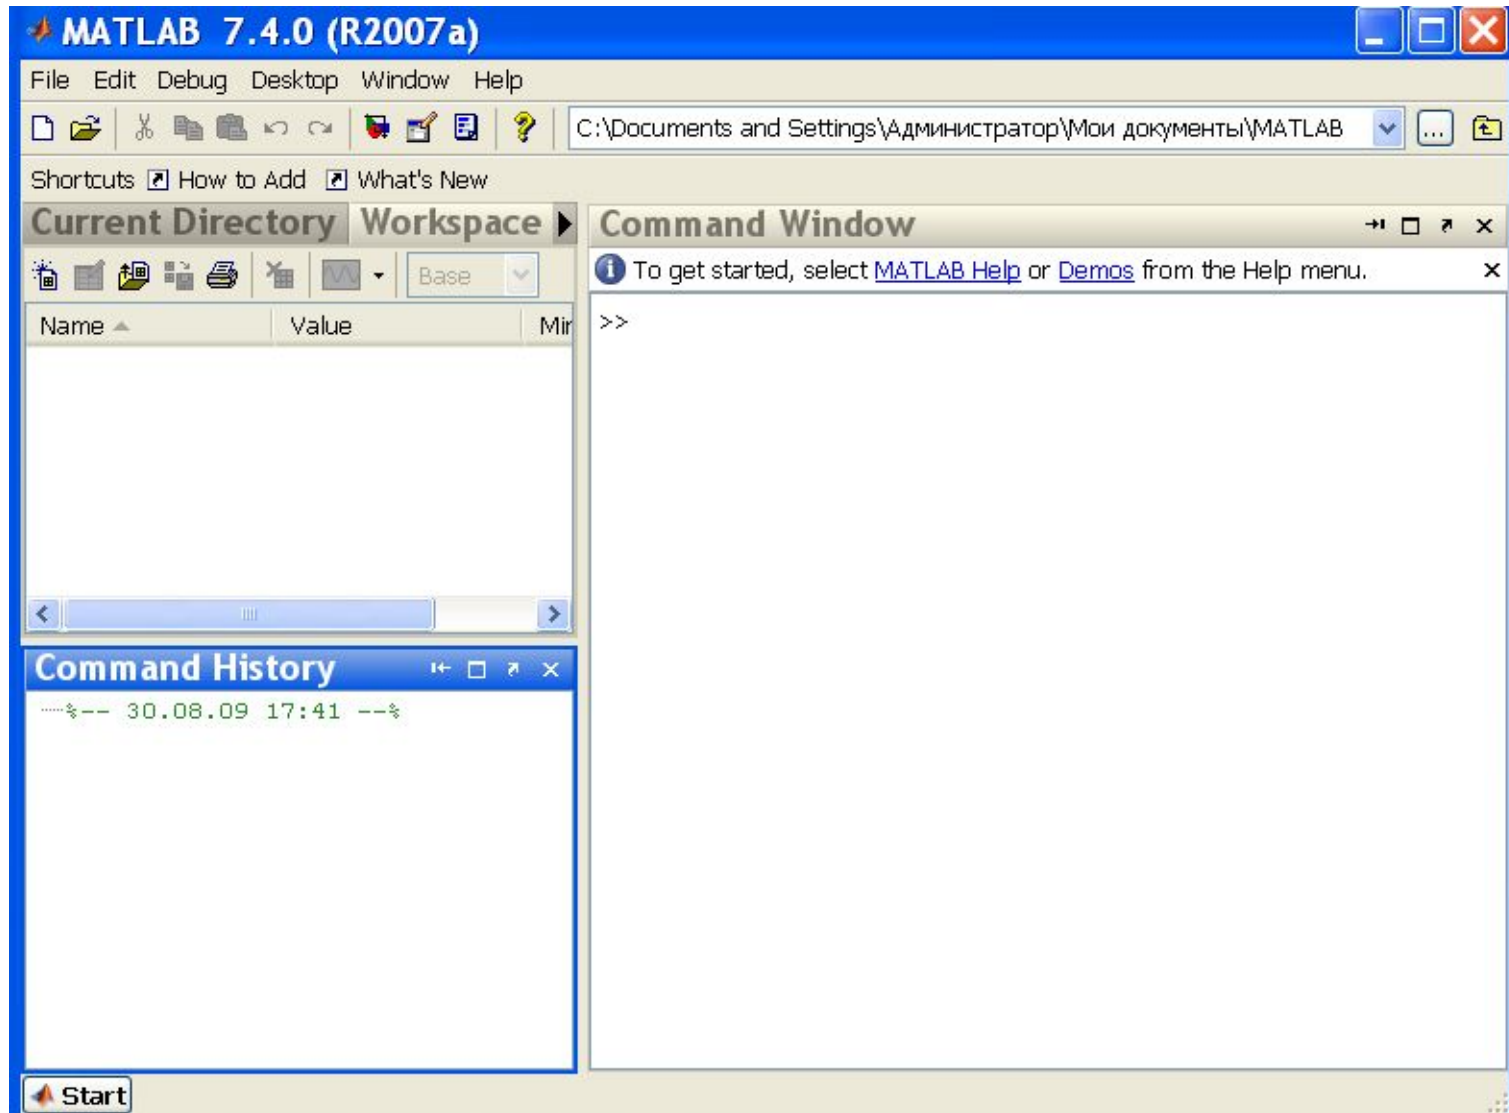 MATLAB 7.4.0 (R2007a)
File Edit Debug Desktop Window Help
C:\Documents and Settings\Администратор\Мои документы\MATLAB
...
Shortcuts How to Add What's New
Current Directory Workspace
Base
Name Value Min
Command History
%-- 30.08.09 17:41 --%
Command Window
To get started, select MATLAB Help or Demos from the Help menu.
>>
Start